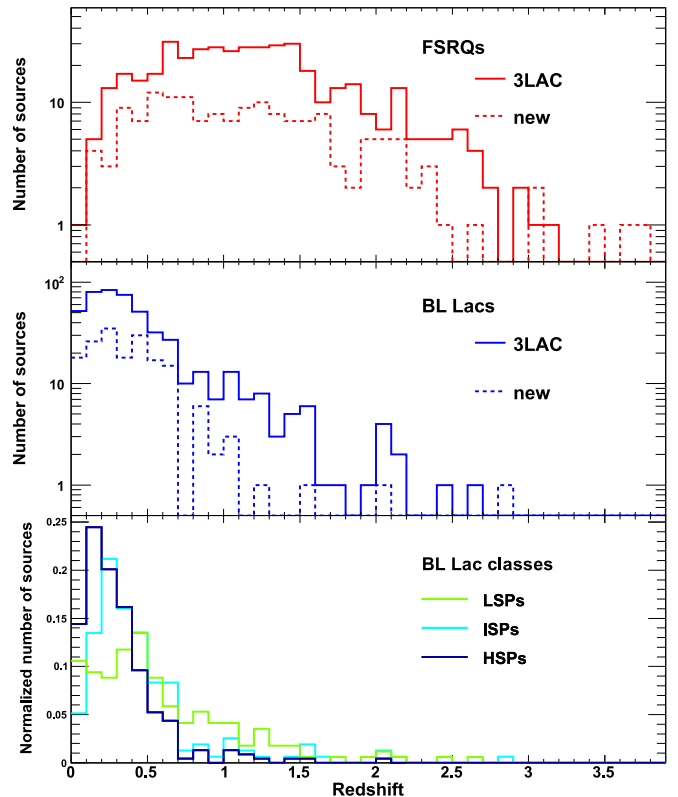 Number of sources
10
1
FSRQs
3LAC
new
Number of sources
10²
10
1
BL Lacs
3LAC
new
Normalized number of sources
0.25
0.2
0.15
0.1
0.05
0
BL Lac classes
LSPs
ISPs
HSPs
0 0.5 1 1.5 2 2.5 3 3.5
Redshift